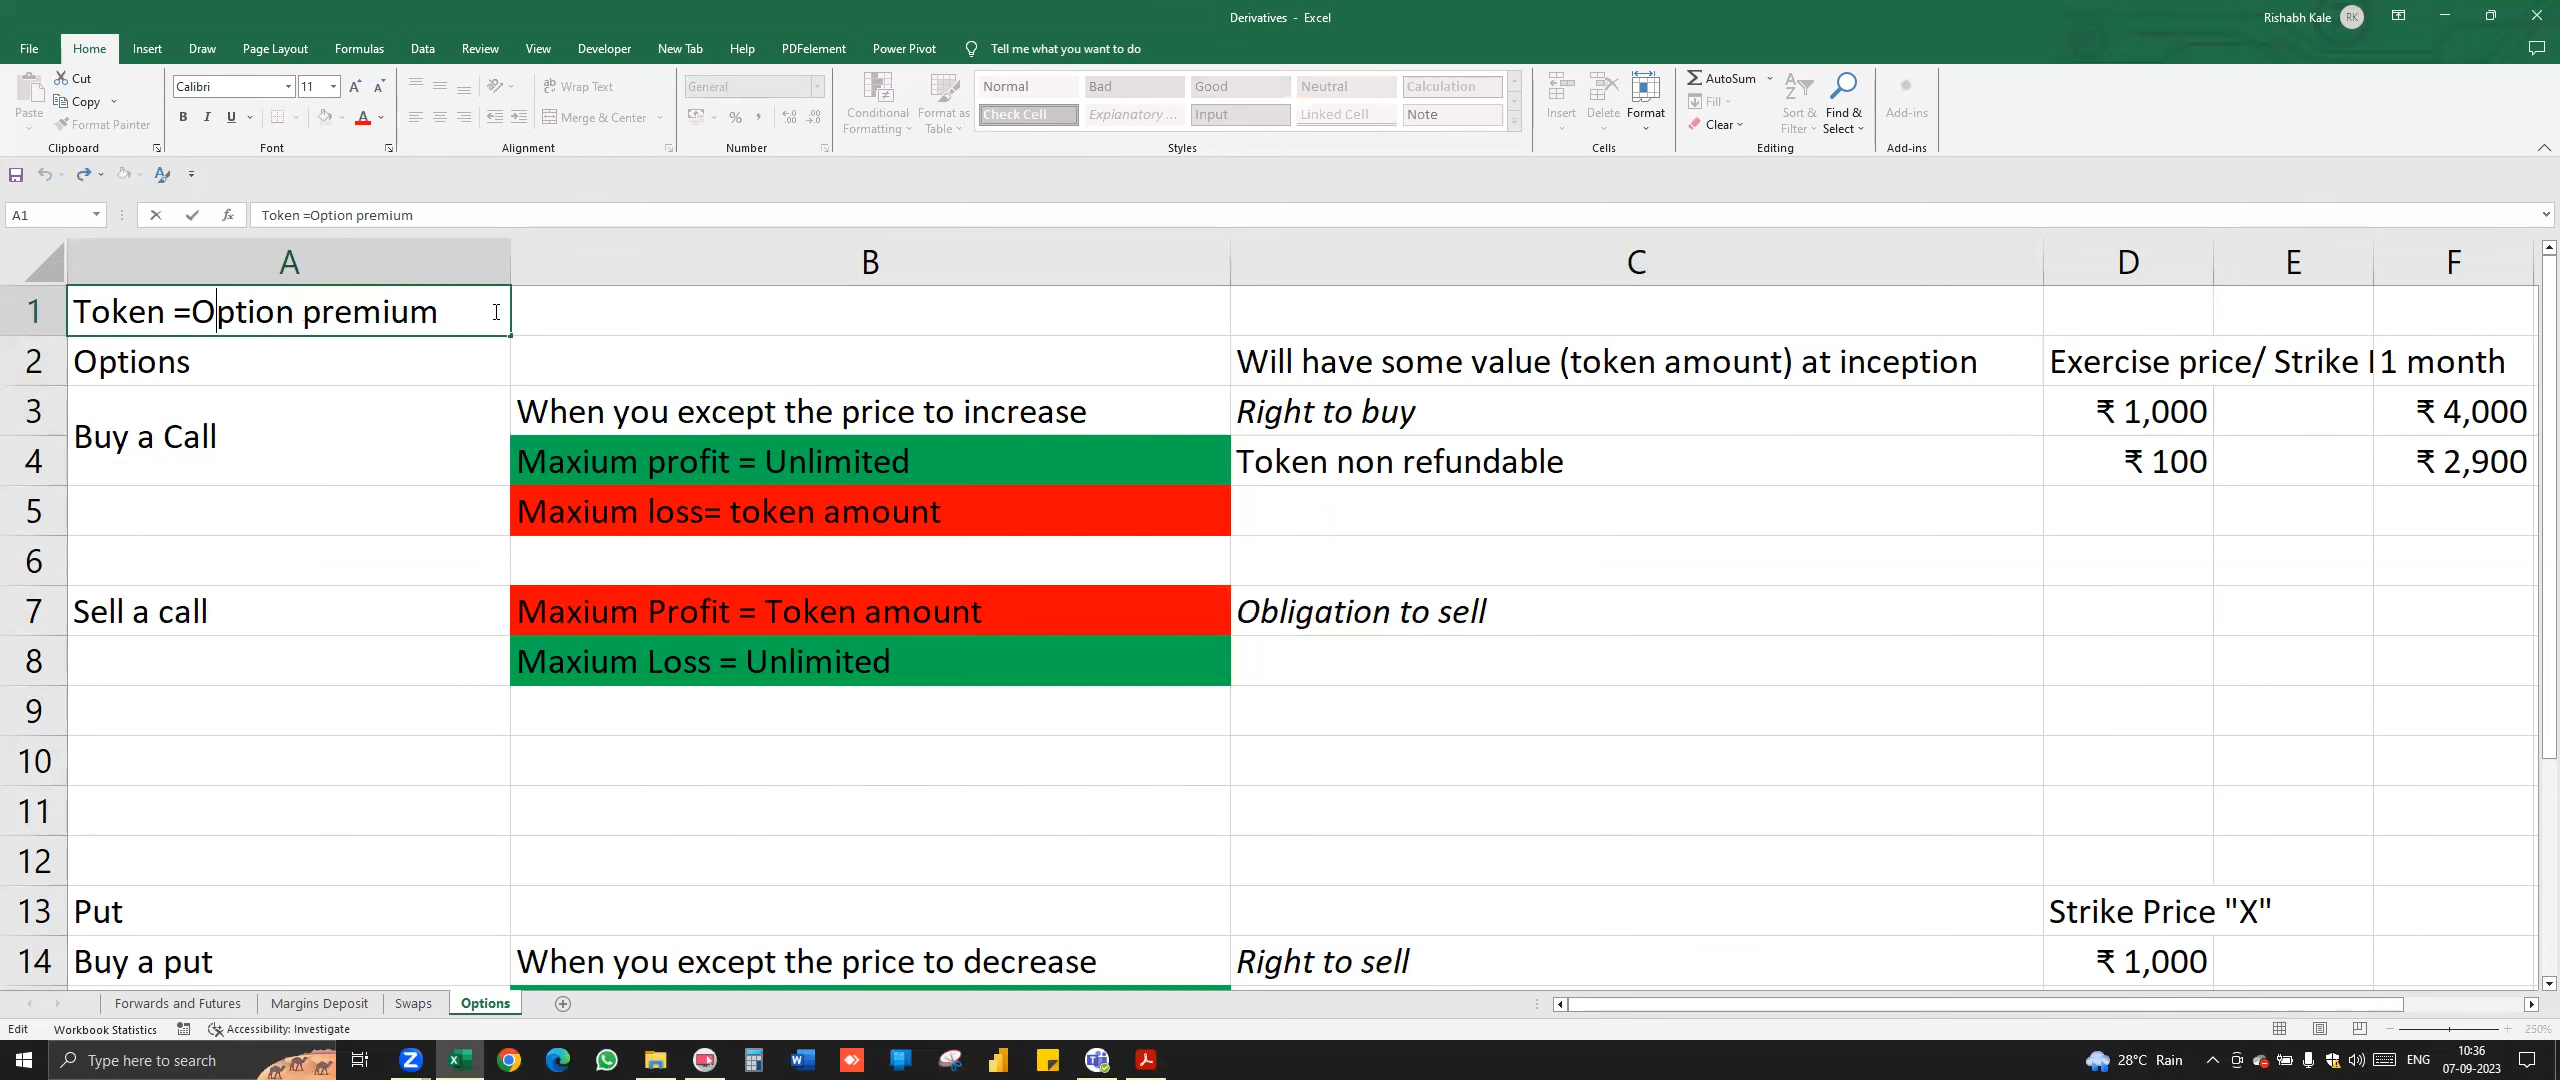 Derivatives - Excel
Rishabh Kale RK
File Home Insert Draw Page Layout Formulas Data Review View Developer New Tab Help PDFelement Power Pivot Tell me what you want to do
Paste Cut Copy Format Painter
Calibri 11
B I U
Wrap Text
Merge & Center
General
Conditional Formatting
Format as Table
Normal Bad Good Neutral Calculation
Check Cell Explanatory ... Input Linked Cell Note
Insert Delete Format
AutoSum Fill Clear
Sort & Filter
Find & Select
Add-ins
Clipboard Font Alignment Number Styles Cells Editing Add-ins
A1 fx Token =Option premium
A B C D E F
1 Token =Option premium
2 Options Will have some value (token amount) at inception Exercise price/ Strike 1 month
3 When you except the price to increase Right to buy ₹ 1,000 ₹ 4,000
Buy a Call
4 Maxium profit = Unlimited Token non refundable ₹ 100 ₹ 2,900
5 Maxium loss= token amount
6
7 Sell a call Maxium Profit = Token amount Obligation to sell
8 Maxium Loss = Unlimited
9
10
11
12
13 Put Strike Price "X"
14 Buy a put When you except the price to decrease Right to sell ₹ 1,000
Forwards and Futures Margins Deposit Swaps Options
Edit Workbook Statistics Accessibility: Investigate 250%
Type here to search
28°C Rain
ENG
10:36
07-09-2023